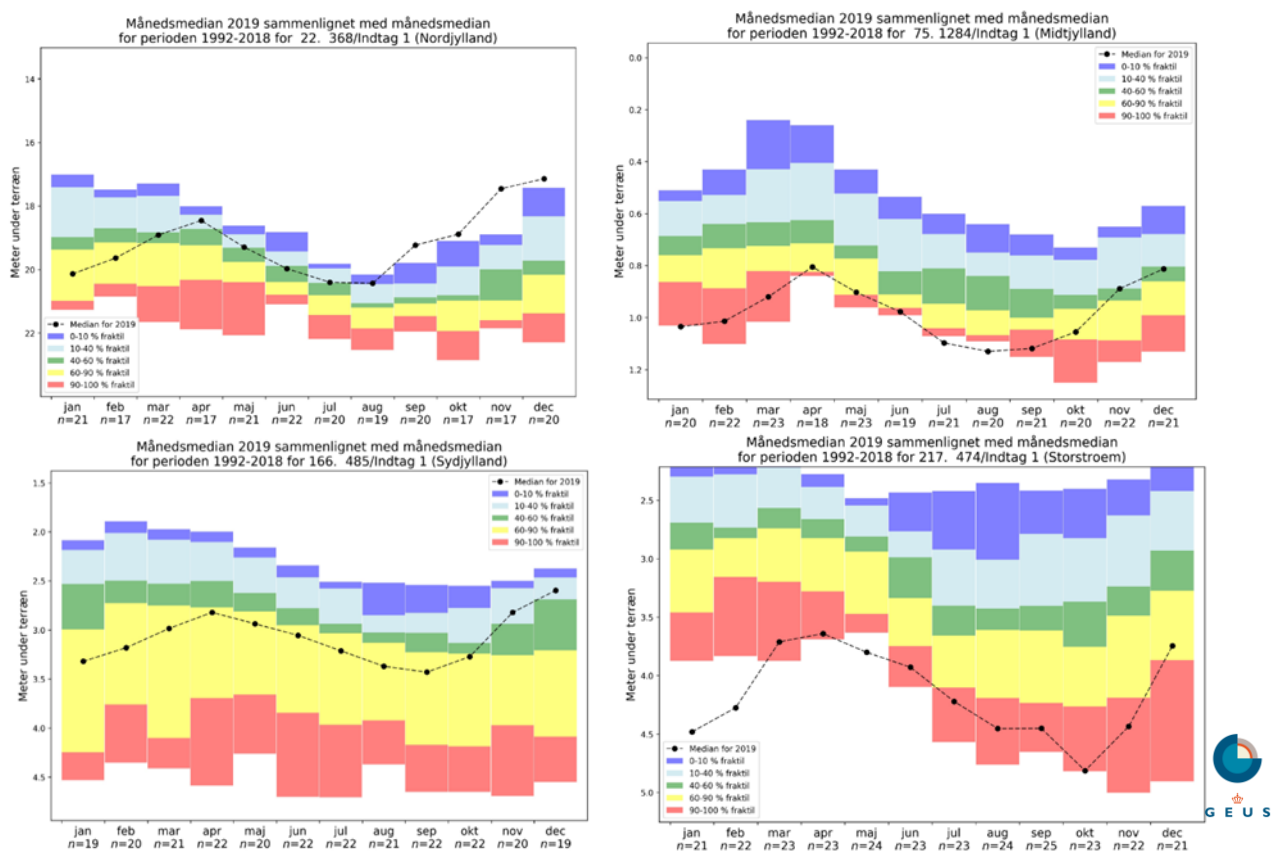 Månedsmedian 2019 sammenlignet med månedsmedian
for perioden 1992-2018 for 22. 368/Indtag 1 (Nordjylland)
Meter under terræn
14
16
18
20
22
Median for 2019
0-10 % fraktil
10-40 % fraktil
40-60 % fraktil
60-90 % fraktil
90-100 % fraktil
jan feb mar apr maj jun jul aug sep okt nov dec
n=21 n=17 n=22 n=17 n=21 n=22 n=20 n=19 n=20 n=17 n=17 n=20
Månedsmedian 2019 sammenlignet med månedsmedian
for perioden 1992-2018 for 75. 1284/Indtag 1 (Midtjylland)
Meter under terræn
0.0
0.2
0.4
0.6
0.8
1.0
1.2
Median for 2019
0-10 % fraktil
10-40 % fraktil
40-60 % fraktil
60-90 % fraktil
90-100 % fraktil
jan feb mar apr maj jun jul aug sep okt nov dec
n=20 n=22 n=23 n=18 n=23 n=19 n=21 n=20 n=21 n=20 n=22 n=21
Månedsmedian 2019 sammenlignet med månedsmedian
for perioden 1992-2018 for 166. 485/Indtag 1 (Sydjylland)
Meter under terræn
1.5
2.0
2.5
3.0
3.5
4.0
4.5
Median for 2019
0-10 % fraktil
10-40 % fraktil
40-60 % fraktil
60-90 % fraktil
90-100 % fraktil
jan feb mar apr maj jun jul aug sep okt nov dec
n=19 n=20 n=21 n=22 n=20 n=22 n=22 n=21 n=22 n=22 n=20 n=19
Månedsmedian 2019 sammenlignet med månedsmedian
for perioden 1992-2018 for 217. 474/Indtag 1 (Storstroem)
Meter under terræn
2.5
3.0
3.5
4.0
4.5
5.0
Median for 2019
0-10 % fraktil
10-40 % fraktil
40-60 % fraktil
60-90 % fraktil
90-100 % fraktil
jan feb mar apr maj jun jul aug sep okt nov dec
n=21 n=22 n=23 n=23 n=24 n=23 n=23 n=24 n=25 n=23 n=22 n=21
GEUS